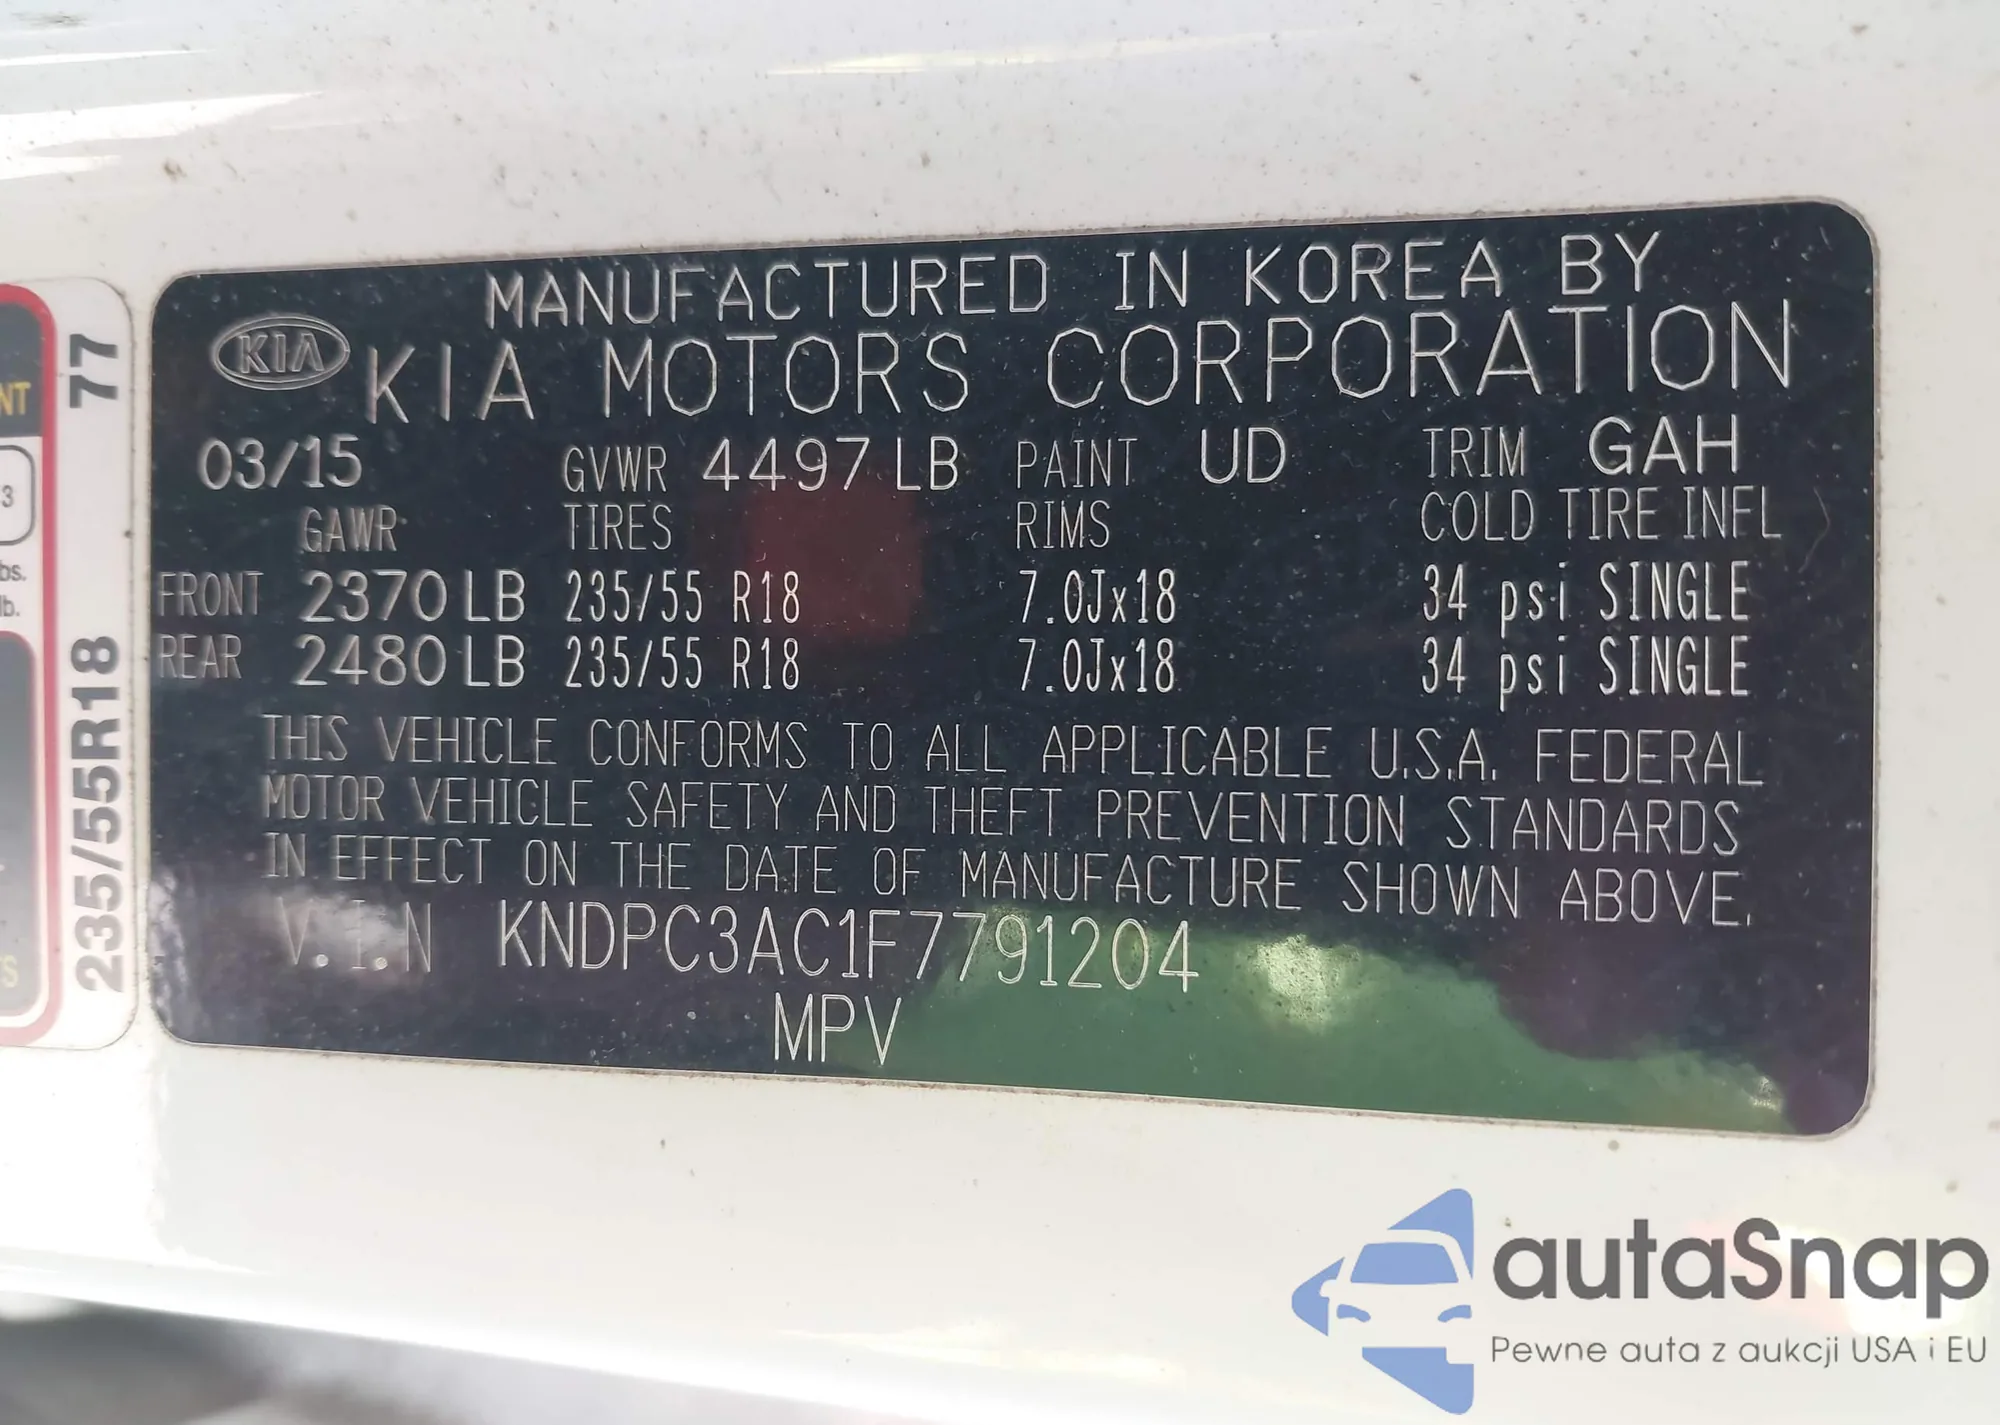 MANUFACTURED IN KOREA BY
KIA KIA MOTORS CORPORATION
03/15 GVWR 4497 LB PAINT UD TRIM GAH
GAWR TIRES RIMS COLD TIRE INFL
FRONT 2370 LB 235/55 R18 7.0Jx18 34 psi SINGLE
REAR 2480 LB 235/55 R18 7.0Jx18 34 psi SINGLE
THIS VEHICLE CONFORMS TO ALL APPLICABLE U.S.A. FEDERAL
MOTOR VEHICLE SAFETY AND THEFT PREVENTION STANDARDS
IN EFFECT ON THE DATE OF MANUFACTURE SHOWN ABOVE.
V.I.N KNDPC3AC1F7791204
MPV
235/55R18 77
NT
3
bs.
lb.
S
autaSnap
Pewne auta z aukcji USA i EU